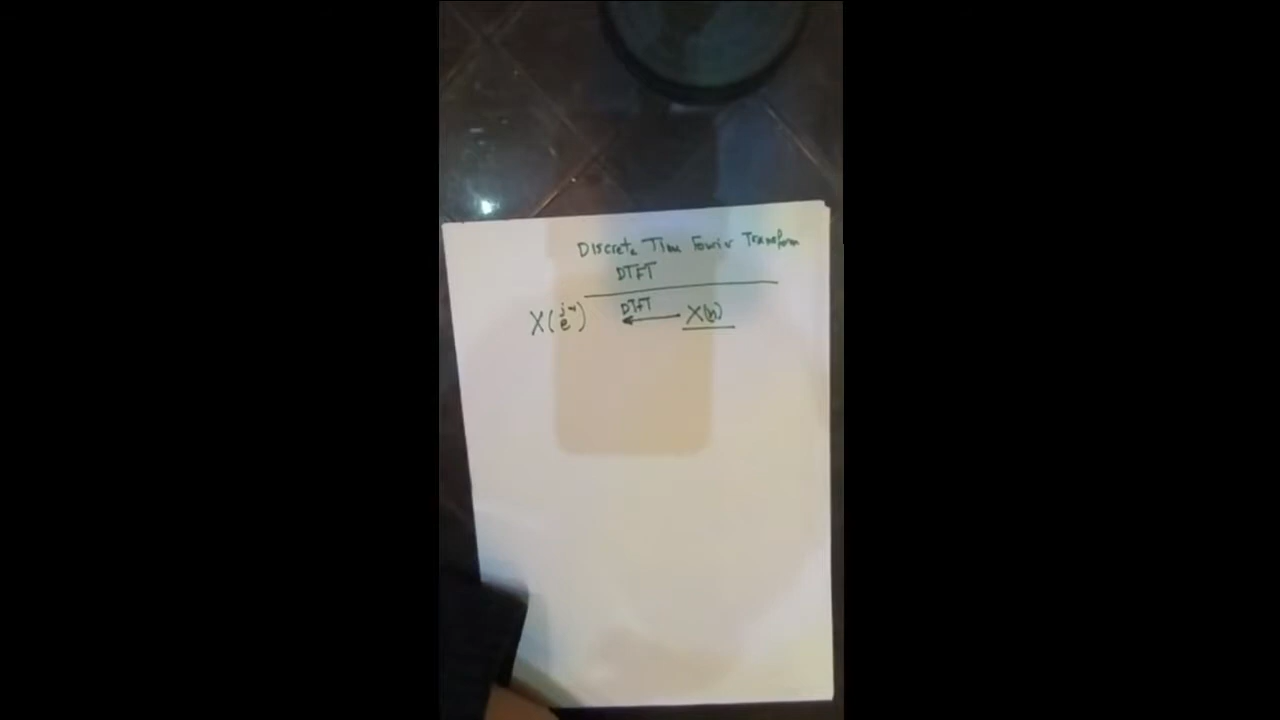 Discrete Time Fourier Transform
DTFT
X(e^jω) DTFT ← X(n)